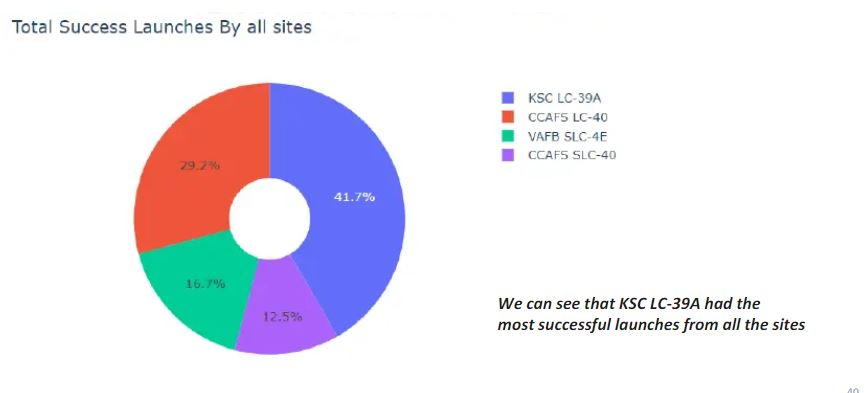 Total Success Launches By all sites
KSC LC-39A
CCAFS LC-40
VAFB SLC-4E
CCAFS SLC-40
29.2%
41.7%
16.7%
12.5%
We can see that KSC LC-39A had the
most successful launches from all the sites